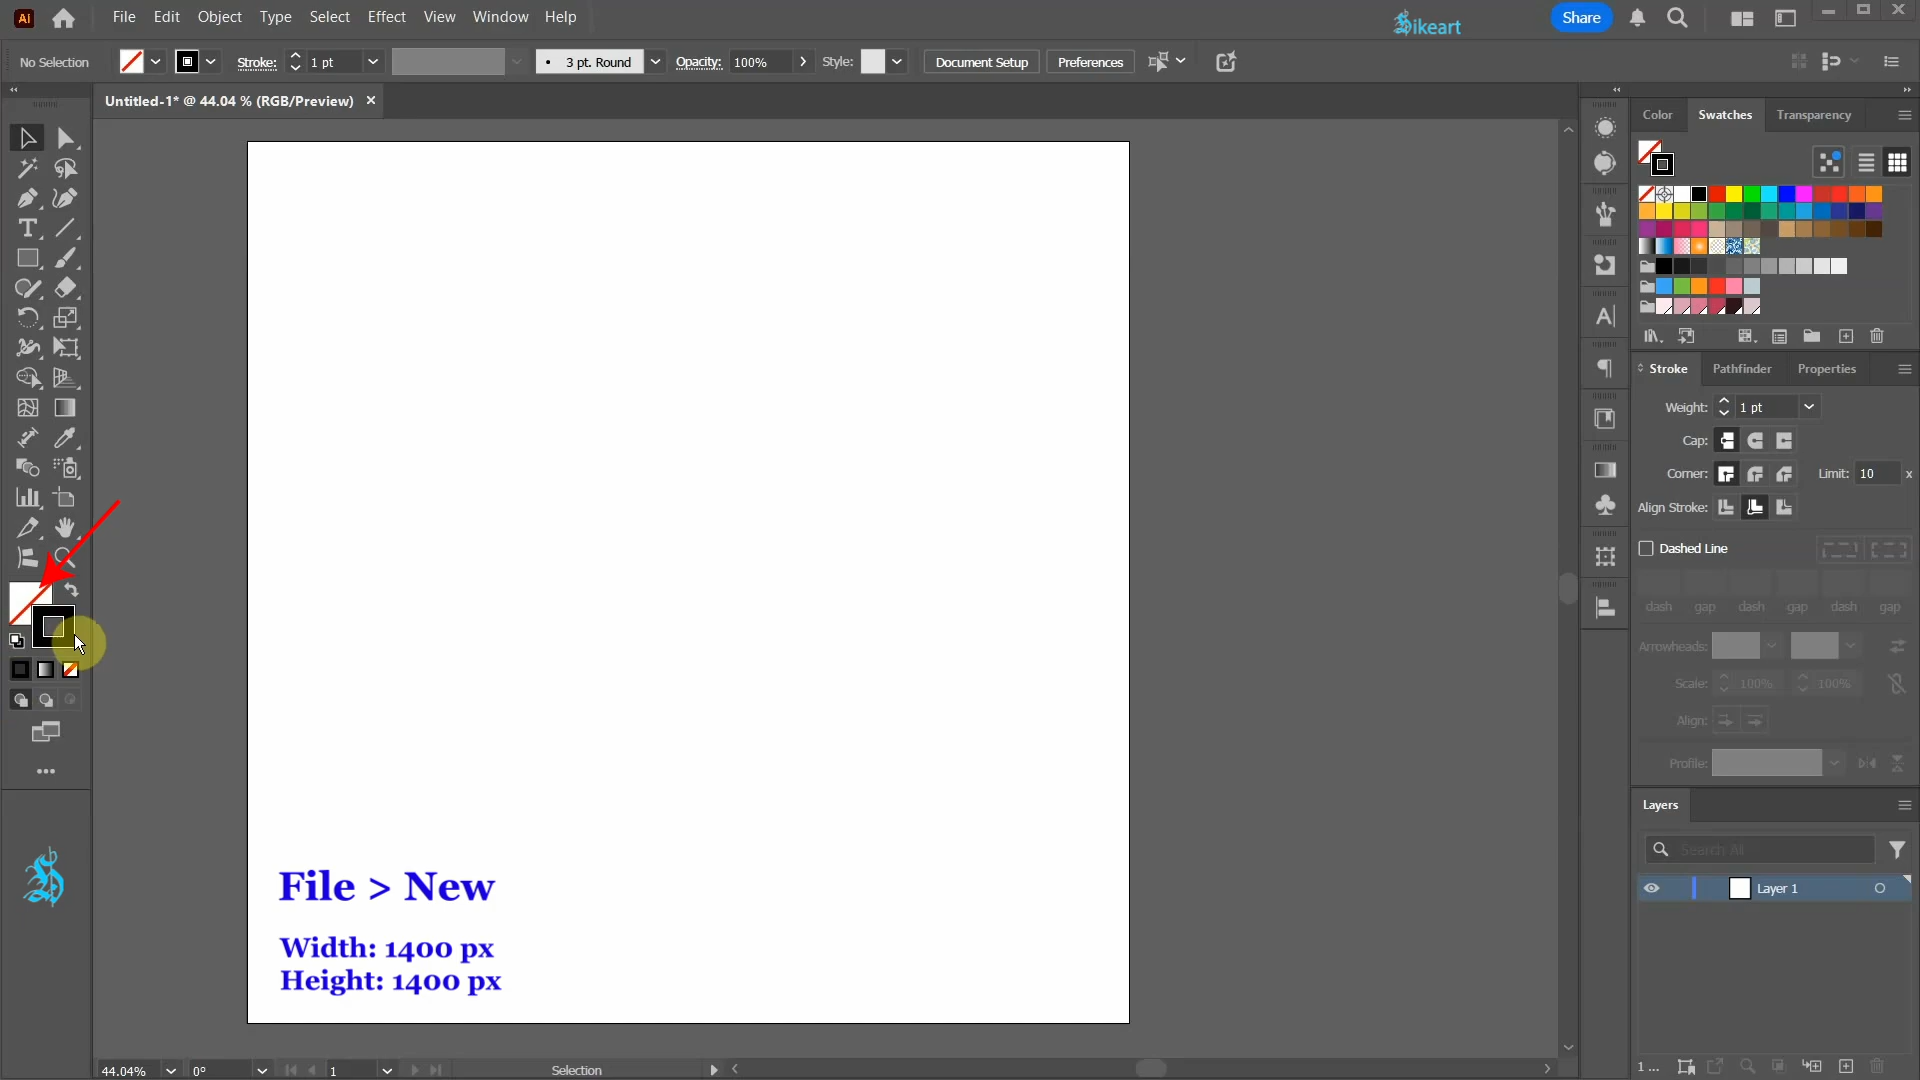 Ai File Edit Object Type Select Effect View Window Help Sikeart Share
No Selection Stroke: 1 pt 3 pt. Round Opacity: 100% Style: Document Setup Preferences
Untitled-1* @ 44.04 % (RGB/Preview)
Color Swatches Transparency
Stroke Pathfinder Properties
Weight: 1 pt
Cap:
Corner: Limit: 10 x
Align Stroke:
Dashed Line
dash gap dash gap dash gap
Arrowheads:
Scale: 100% 100%
Align:
Profile:
Layers
Search All
Layer 1
File > New
Width: 1400 px
Height: 1400 px
44.04% 0° 1 Selection
1 ...